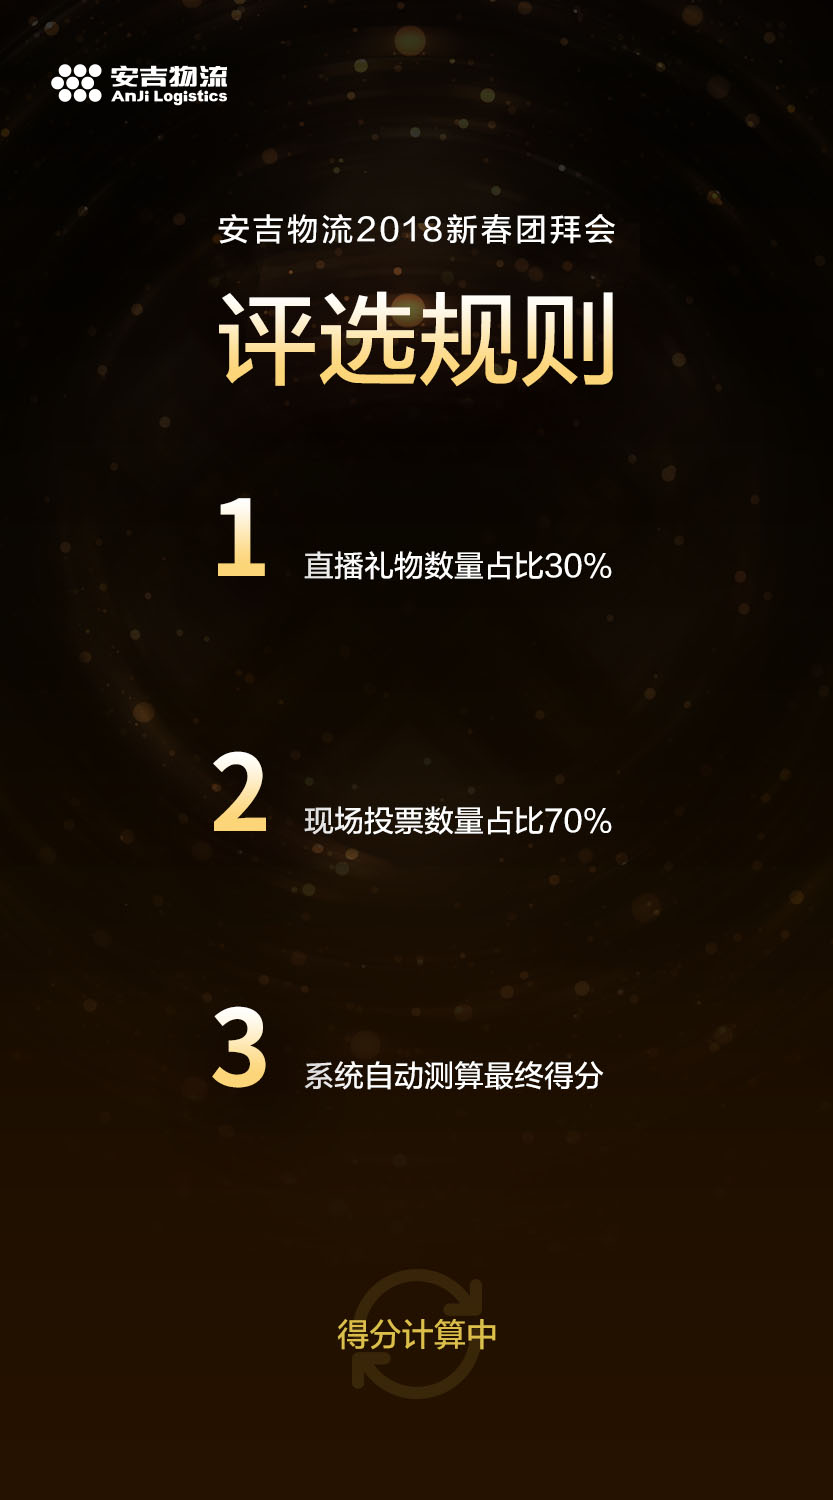 安吉物流
AnJi Logistics
安吉物流2018新春团拜会
评选规则
1
直播礼物数量占比30%
2
现场投票数量占比70%
3
系统自动测算最终得分
得分计算中